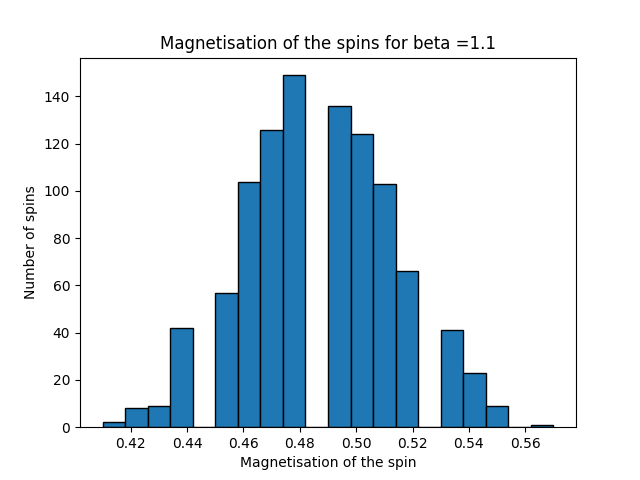 Magnetisation of the spins for beta =1.1
Number of spins
140
120
100
80
60
40
20
0
0.42 0.44 0.46 0.48 0.50 0.52 0.54 0.56
Magnetisation of the spin